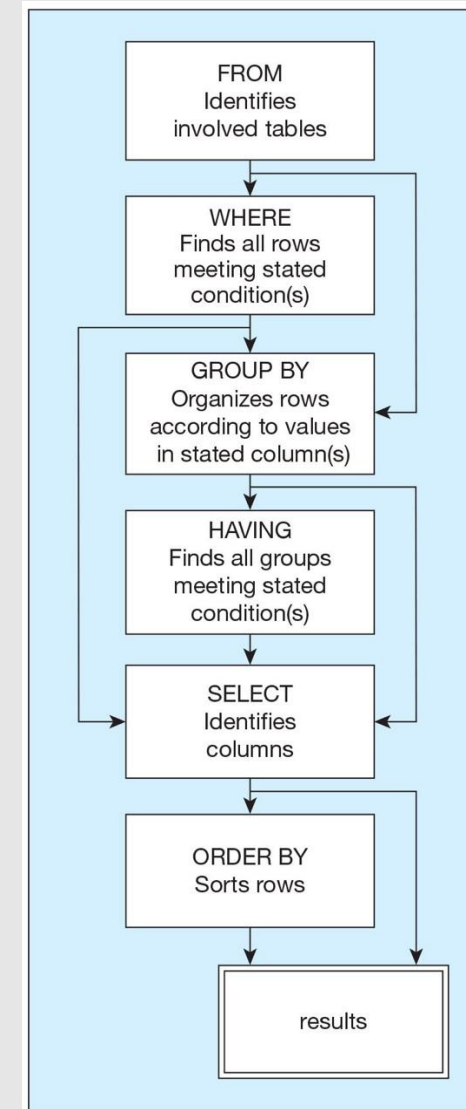 FROM
Identifies
involved tables
WHERE
Finds all rows
meeting stated
condition(s)
GROUP BY
Organizes rows
according to values
in stated column(s)
HAVING
Finds all groups
meeting stated
condition(s)
SELECT
Identifies
columns
ORDER BY
Sorts rows
results